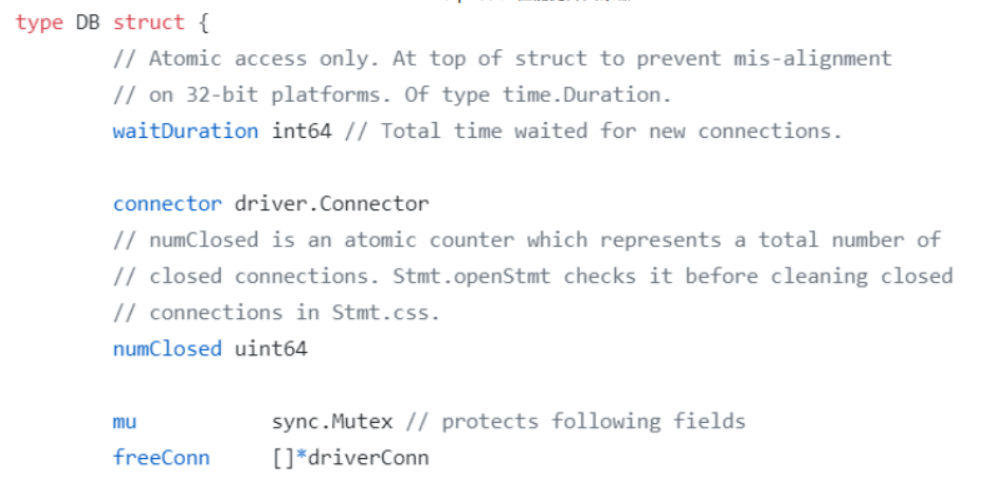 type DB struct {
// Atomic access only. At top of struct to prevent mis-alignment
// on 32-bit platforms. Of type time.Duration.
waitDuration int64 // Total time waited for new connections.
connector driver.Connector
// numClosed is an atomic counter which represents a total number of
// closed connections. Stmt.openStmt checks it before cleaning closed
// connections in Stmt.css.
numClosed uint64
mu sync.Mutex // protects following fields
freeConn []*driverConn